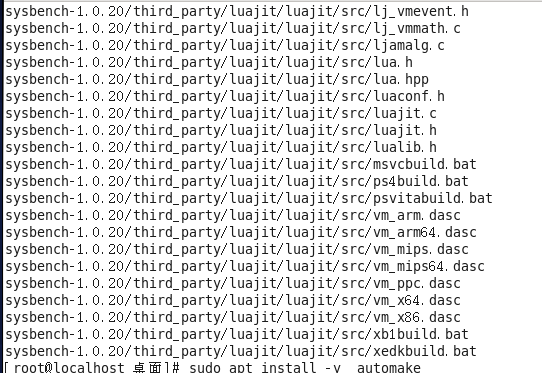 sysbench-1.0.20/third_party/luajit/luajit/src/lj_vmevent.h
sysbench-1.0.20/third_party/luajit/luajit/src/lj_vmmath.c
sysbench-1.0.20/third_party/luajit/luajit/src/ljamalg.c
sysbench-1.0.20/third_party/luajit/luajit/src/lua.h
sysbench-1.0.20/third_party/luajit/luajit/src/lua.hpp
sysbench-1.0.20/third_party/luajit/luajit/src/luaconf.h
sysbench-1.0.20/third_party/luajit/luajit/src/luajit.c
sysbench-1.0.20/third_party/luajit/luajit/src/luajit.h
sysbench-1.0.20/third_party/luajit/luajit/src/lualib.h
sysbench-1.0.20/third_party/luajit/luajit/src/msvcbuild.bat
sysbench-1.0.20/third_party/luajit/luajit/src/ps4build.bat
sysbench-1.0.20/third_party/luajit/luajit/src/psvitabuild.bat
sysbench-1.0.20/third_party/luajit/luajit/src/vm_arm.dasc
sysbench-1.0.20/third_party/luajit/luajit/src/vm_arm64.dasc
sysbench-1.0.20/third_party/luajit/luajit/src/vm_mips.dasc
sysbench-1.0.20/third_party/luajit/luajit/src/vm_mips64.dasc
sysbench-1.0.20/third_party/luajit/luajit/src/vm_ppc.dasc
sysbench-1.0.20/third_party/luajit/luajit/src/vm_x64.dasc
sysbench-1.0.20/third_party/luajit/luajit/src/vm_x86.dasc
sysbench-1.0.20/third_party/luajit/luajit/src/xb1build.bat
sysbench-1.0.20/third_party/luajit/luajit/src/xedkbuild.bat
[root@localhost 桌面]# sudo apt install -y  automake